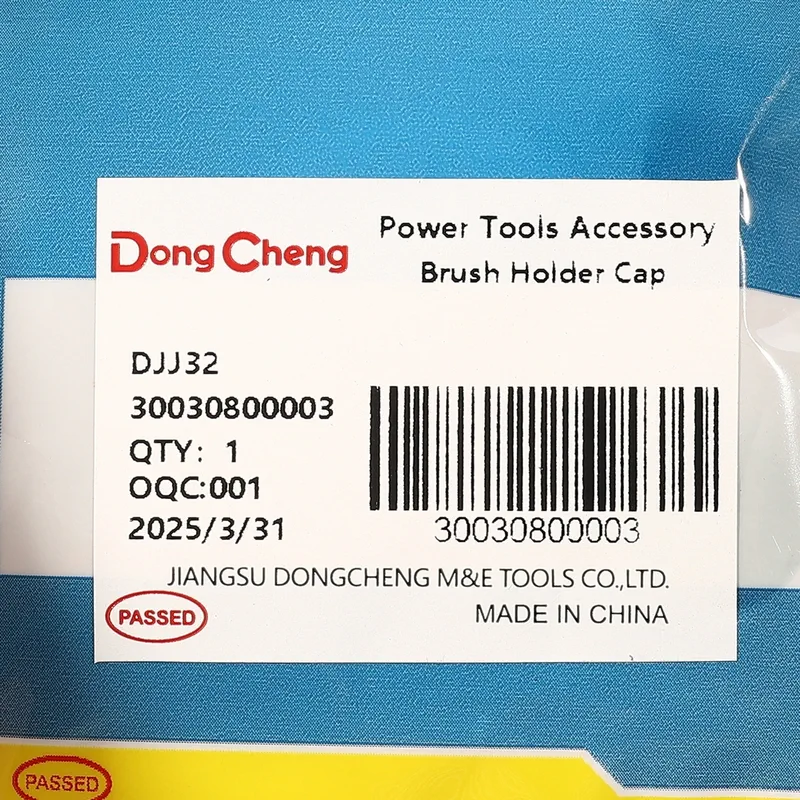 Dong Cheng
Power Tools Accessory
Brush Holder Cap
DJJ32
30030800003
QTY: 1
OQC:001
2025/3/31
30030800003
JIANGSU DONGCHENG M&E TOOLS CO.,LTD.
PASSED
MADE IN CHINA
PASSED